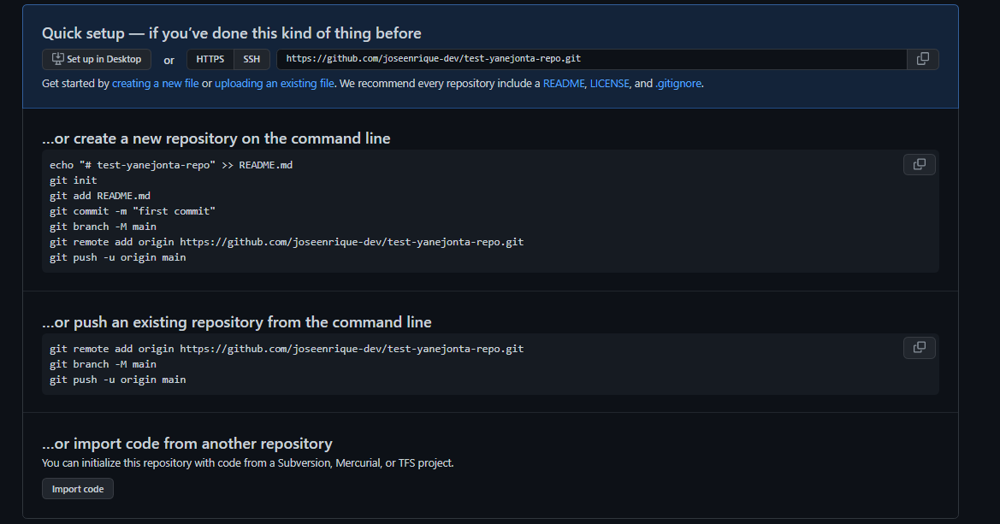 Quick setup — if you’ve done this kind of thing before
Set up in Desktop or HTTPS SSH https://github.com/joseenrique-dev/test-yanejonta-repo.git
Get started by creating a new file or uploading an existing file. We recommend every repository include a README, LICENSE, and .gitignore.
…or create a new repository on the command line
echo "# test-yanejonta-repo" >> README.md
git init
git add README.md
git commit -m "first commit"
git branch -M main
git remote add origin https://github.com/joseenrique-dev/test-yanejonta-repo.git
git push -u origin main
…or push an existing repository from the command line
git remote add origin https://github.com/joseenrique-dev/test-yanejonta-repo.git
git branch -M main
git push -u origin main
…or import code from another repository
You can initialize this repository with code from a Subversion, Mercurial, or TFS project.
Import code